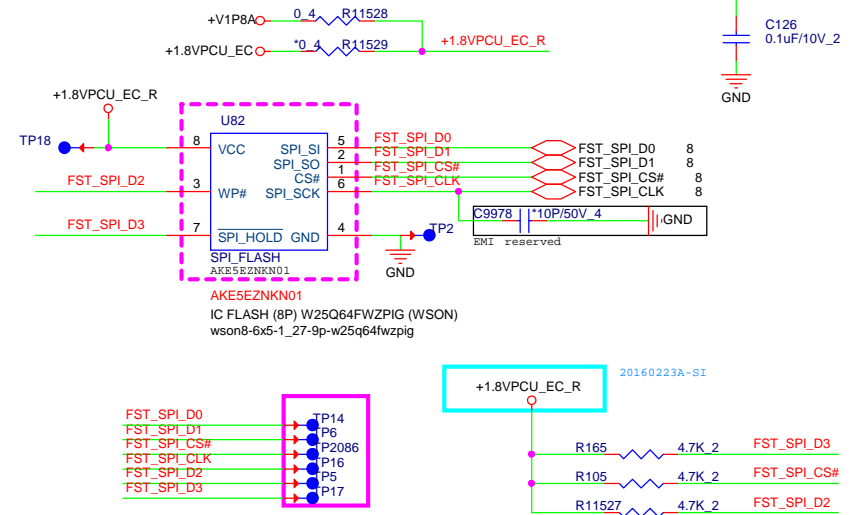 +V1P8A 0_4 R11528
+1.8VPCU_EC *0_4 R11529 +1.8VPCU_EC_R
C126
0.1uF/10V_2
GND
+1.8VPCU_EC_R
TP18
U82
8 VCC SPI_SI 5 FST_SPI_D0 FST_SPI_D0 8
SPI_SO 2 FST_SPI_D1 FST_SPI_D1 8
CS# 1 FST_SPI_CS# FST_SPI_CS# 8
FST_SPI_D2 3 WP# SPI_SCK 6 FST_SPI_CLK FST_SPI_CLK 8
C9978 *10P/50V_4 GND
EMI reserved
FST_SPI_D3 7 SPI_HOLD GND 4 TP2
GND
SPI_FLASH
AKE5EZNKN01
AKE5EZNKN01
IC FLASH (8P) W25Q64FWZPIG (WSON)
wson8-6x5-1_27-9p-w25q64fwzpig
20160223A-SI
+1.8VPCU_EC_R
FST_SPI_D0 TP14
FST_SPI_D1 TP6
FST_SPI_CS# TP2086
FST_SPI_CLK TP16
FST_SPI_D2 TP5
FST_SPI_D3 TP17
R165 4.7K_2 FST_SPI_D3
R105 4.7K_2 FST_SPI_CS#
R11527 4.7K_2 FST_SPI_D2